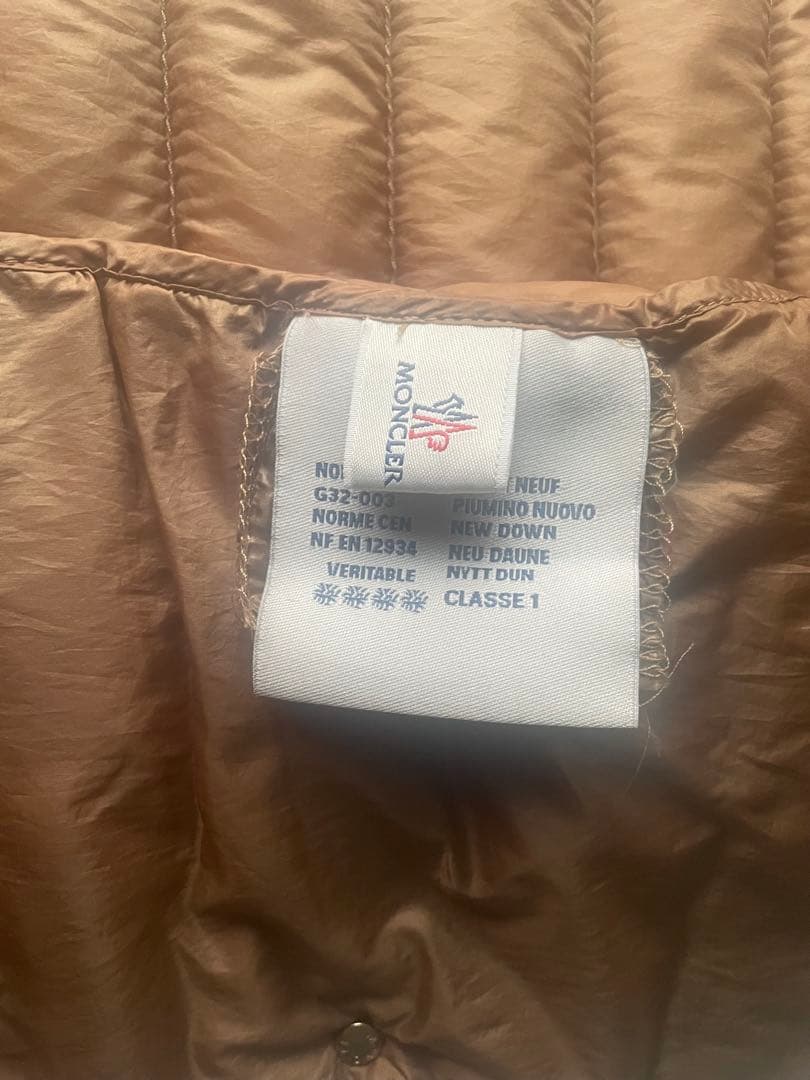 MONCLER
NEUF
G32-003
PIUMINO NUOVO
NORME CEN
NEW DOWN
NF EN 12934
NEU DAUNE
VERITABLE
NYTT DUN
CLASSE 1